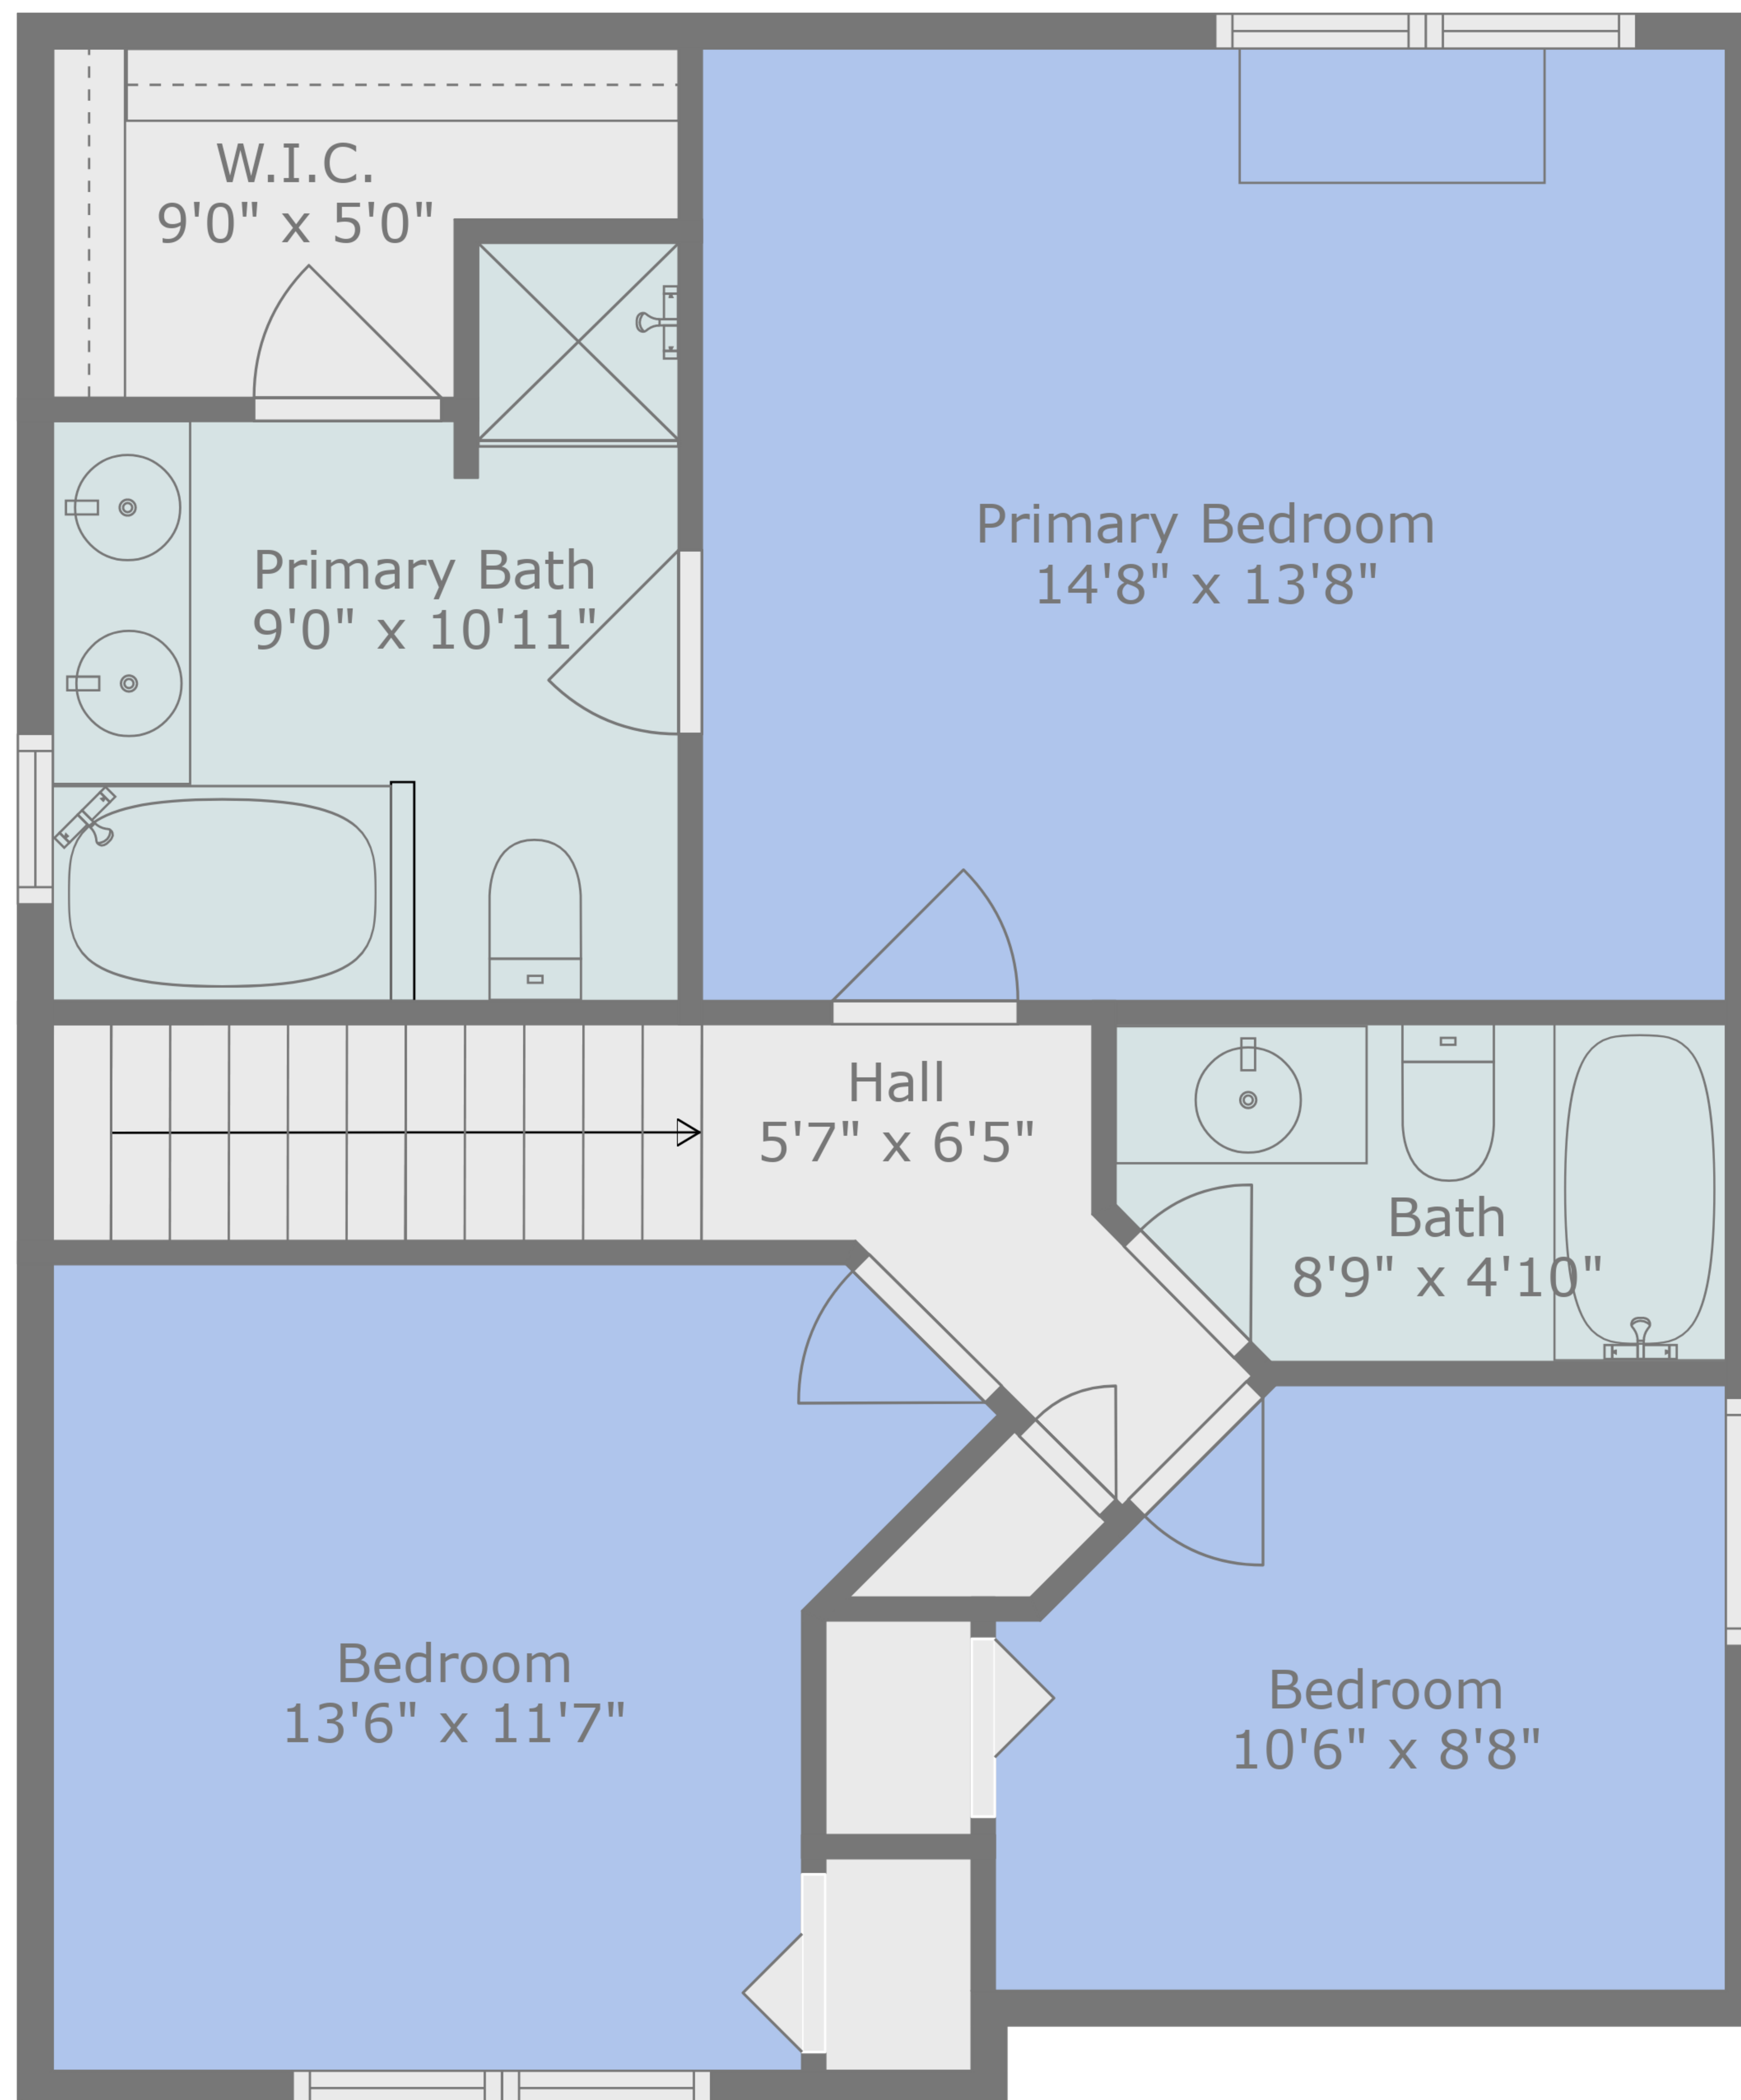 W.I.C.
9'0" x 5'0"
Primary Bedroom
14'8" x 13'8"
Primary Bath
9'0" x 10'11"
Hall
5'7" x 6'5"
Bath
8'9" x 4'10"
Bedroom
13'6" x 11'7"
Bedroom
10'6" x 8'8"